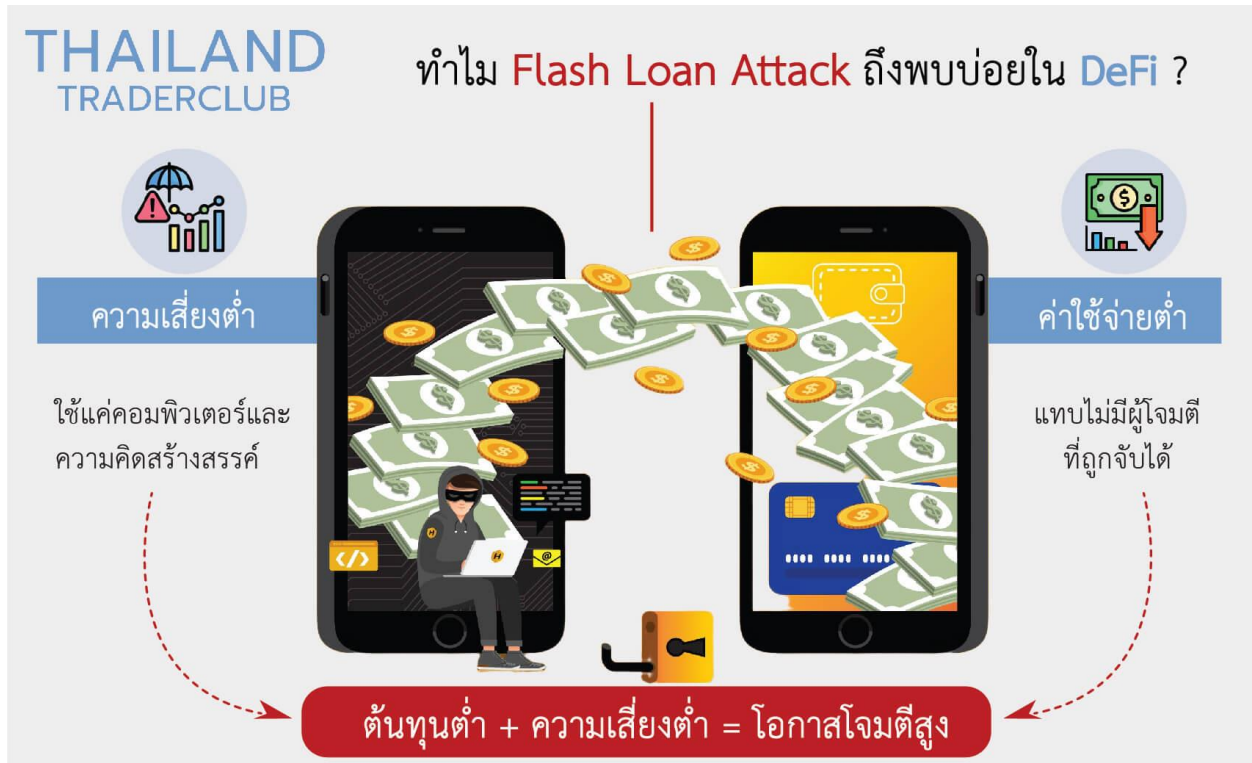 THAILAND
TRADERCLUB
ทำไม Flash Loan Attack ถึงพบบ่อยใน DeFi ?
ความเสี่ยงต่ำ
ใช้แค่คอมพิวเตอร์และ
ความคิดสร้างสรรค์
ค่าใช้จ่ายต่ำ
แทบไม่มีผู้โจมตี
ที่ถูกจับได้
ต้นทุนต่ำ + ความเสี่ยงต่ำ = โอกาสโจมตีสูง